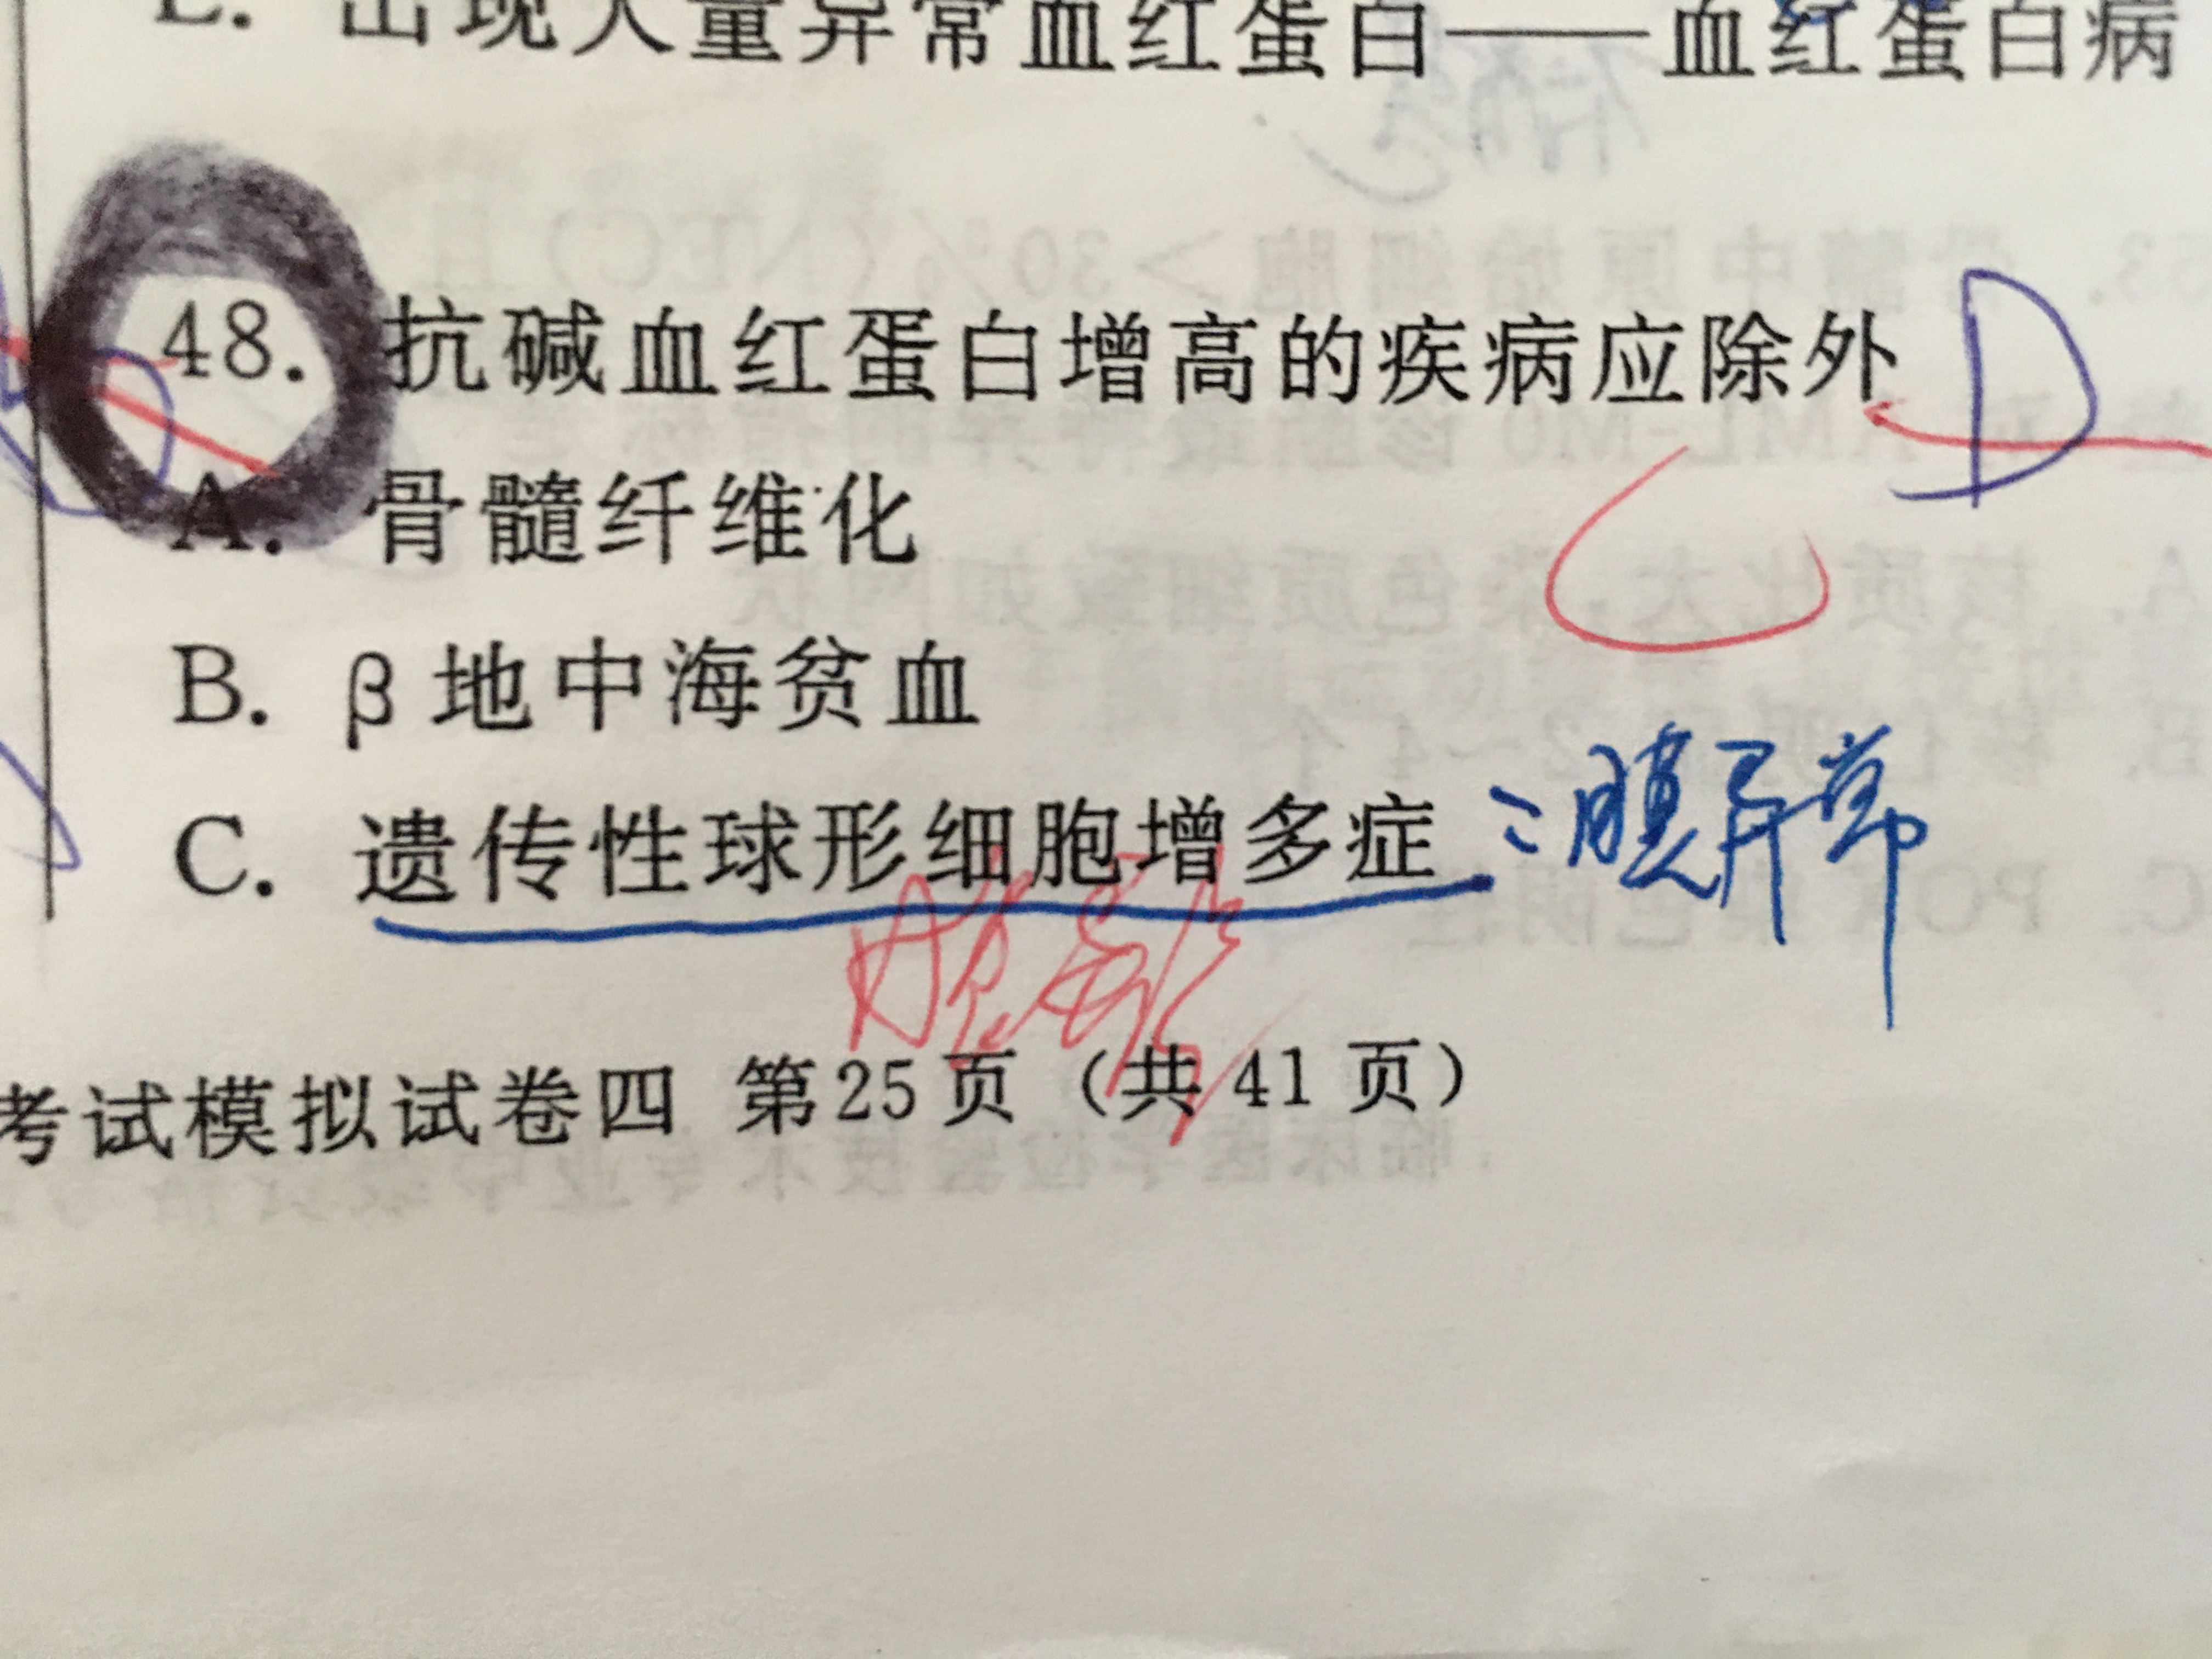 E. 出现大量异常血红蛋白——血红蛋白病
48. 抗碱血红蛋白增高的疾病应除外 D
A. 骨髓纤维化
B. β地中海贫血
C. 遗传性球形细胞增多症
考试模拟试卷四 第25页（共41页）